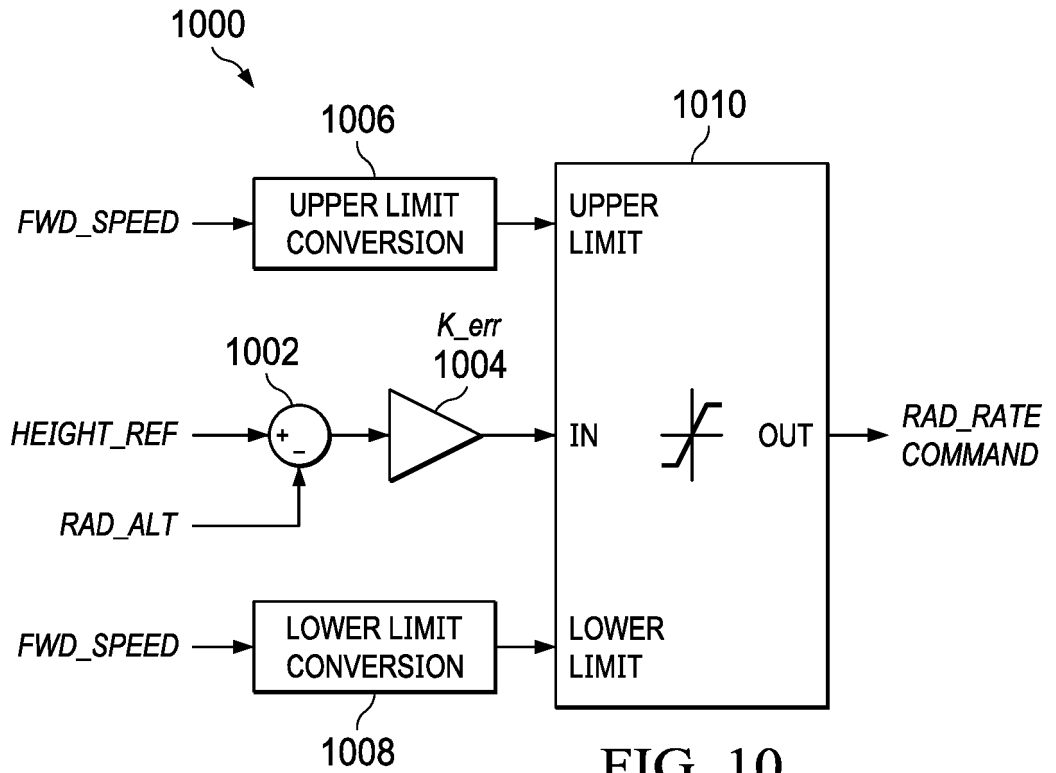 1000
1006
1010
FWD_SPEED
UPPER LIMIT
CONVERSION
UPPER
LIMIT
K_err
1002
1004
HEIGHT_REF
+
−
IN
OUT
RAD_RATE
COMMAND
RAD_ALT
FWD_SPEED
LOWER LIMIT
CONVERSION
LOWER
LIMIT
1008
FIG. 10